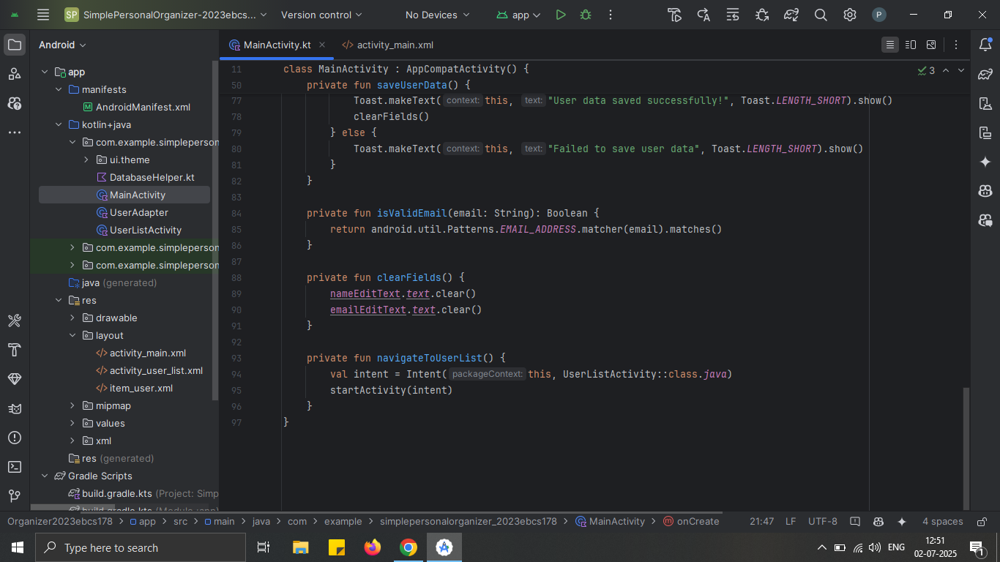 SP SimplePersonalOrganizer-2023ebcs... Version control No Devices app P
Android
app
manifests
AndroidManifest.xml
kotlin+java
com.example.simpleperson
ui.theme
DatabaseHelper.kt
MainActivity
UserAdapter
UserListActivity
com.example.simpleperson
com.example.simpleperson
java (generated)
res
drawable
layout
activity_main.xml
activity_user_list.xml
item_user.xml
mipmap
values
xml
res (generated)
Gradle Scripts
build.gradle.kts (Project: Simp
build.gradle.kts (Module :app)
MainActivity.kt activity_main.xml
3
11 class MainActivity : AppCompatActivity() {
50 private fun saveUserData() {
77 Toast.makeText( context: this, text: "User data saved successfully!", Toast.LENGTH_SHORT).show()
78 clearFields()
79 } else {
80 Toast.makeText( context: this, text: "Failed to save user data", Toast.LENGTH_SHORT).show()
81 }
82 }
83
84 private fun isValidEmail(email: String): Boolean {
85 return android.util.Patterns.EMAIL_ADDRESS.matcher(email).matches()
86 }
87
88 private fun clearFields() {
89 nameEditText.text.clear()
90 emailEditText.text.clear()
91 }
92
93 private fun navigateToUserList() {
94 val intent = Intent( packageContext: this, UserListActivity::class.java)
95 startActivity(intent)
96 }
97 }
Organizer2023ebcs178 > app > src > main > java > com > example > simplepersonalorganizer_2023ebcs178 > MainActivity > onCreate 21:47 LF UTF-8 4 spaces
Type here to search
ENG
12:51
02-07-2025
1